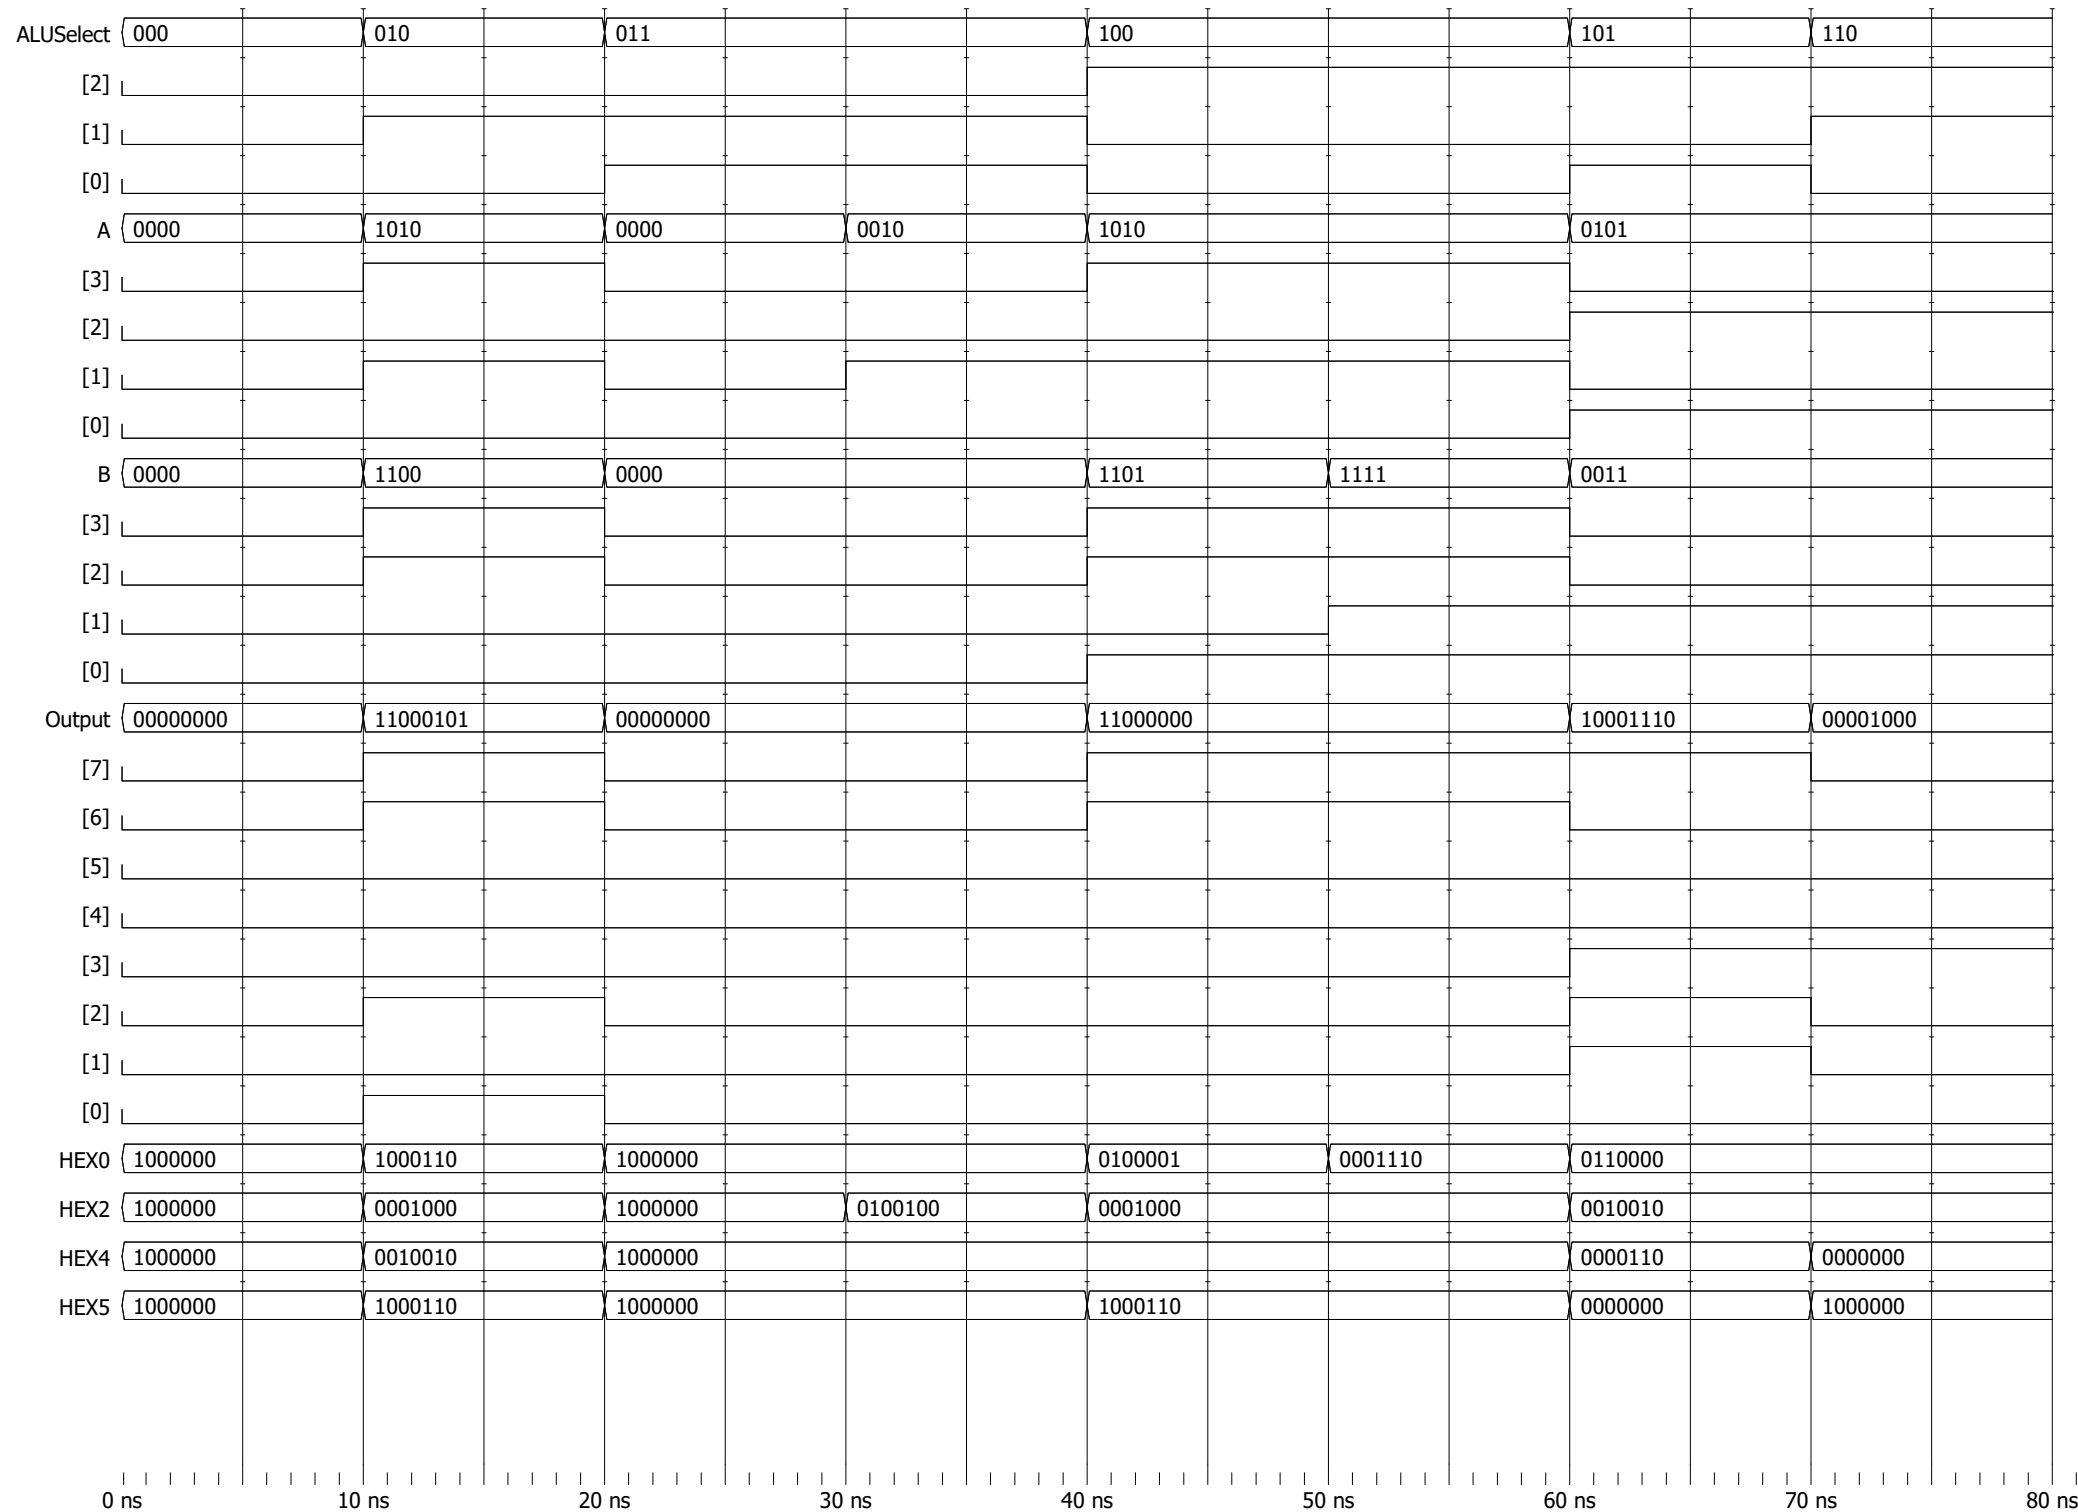 ALUSelect 000 010 011 100 101 110
[2]
[1]
[0]
A 0000 1010 0000 0010 1010 0101
[3]
[2]
[1]
[0]
B 0000 1100 0000 1101 1111 0011
[3]
[2]
[1]
[0]
Output 00000000 11000101 00000000 11000000 10001110 00001000
[7]
[6]
[5]
[4]
[3]
[2]
[1]
[0]
HEX0 1000000 1000110 1000000 0100001 0001110 0110000
HEX2 1000000 0001000 1000000 0100100 0001000 0010010
HEX4 1000000 0010010 1000000 0000110 0000000
HEX5 1000000 1000110 1000000 1000110 0000000 1000000
0 ns 10 ns 20 ns 30 ns 40 ns 50 ns 60 ns 70 ns 80 ns